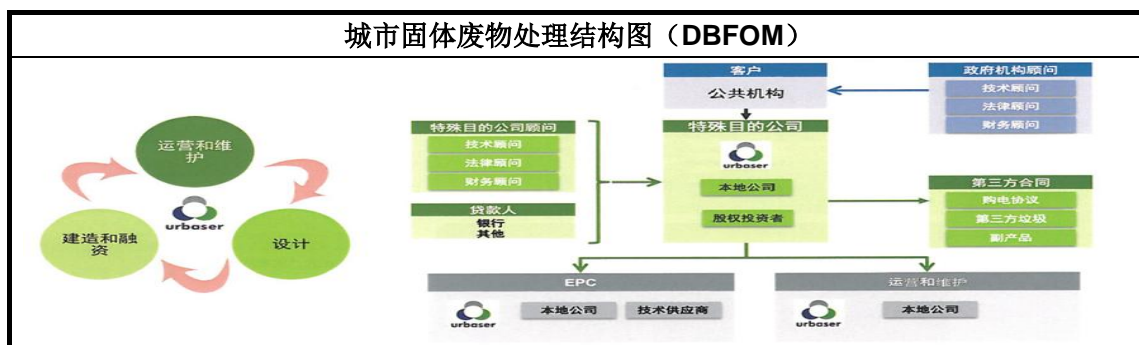 城市固体废物处理结构图（DBFOM）
运营和维
护
建造和融
资
设计
urbaser
客户
公共机构
政府机构顾问
技术顾问
法律顾问
财务顾问
特殊目的公司顾问
技术顾问
法律顾问
财务顾问
贷款人
银行
其他
特殊目的公司
urbaser
本地公司
股权投资者
第三方合同
购电协议
第三方垃圾
副产品
EPC
urbaser
本地公司
技术供应商
运营和维护
urbaser
本地公司